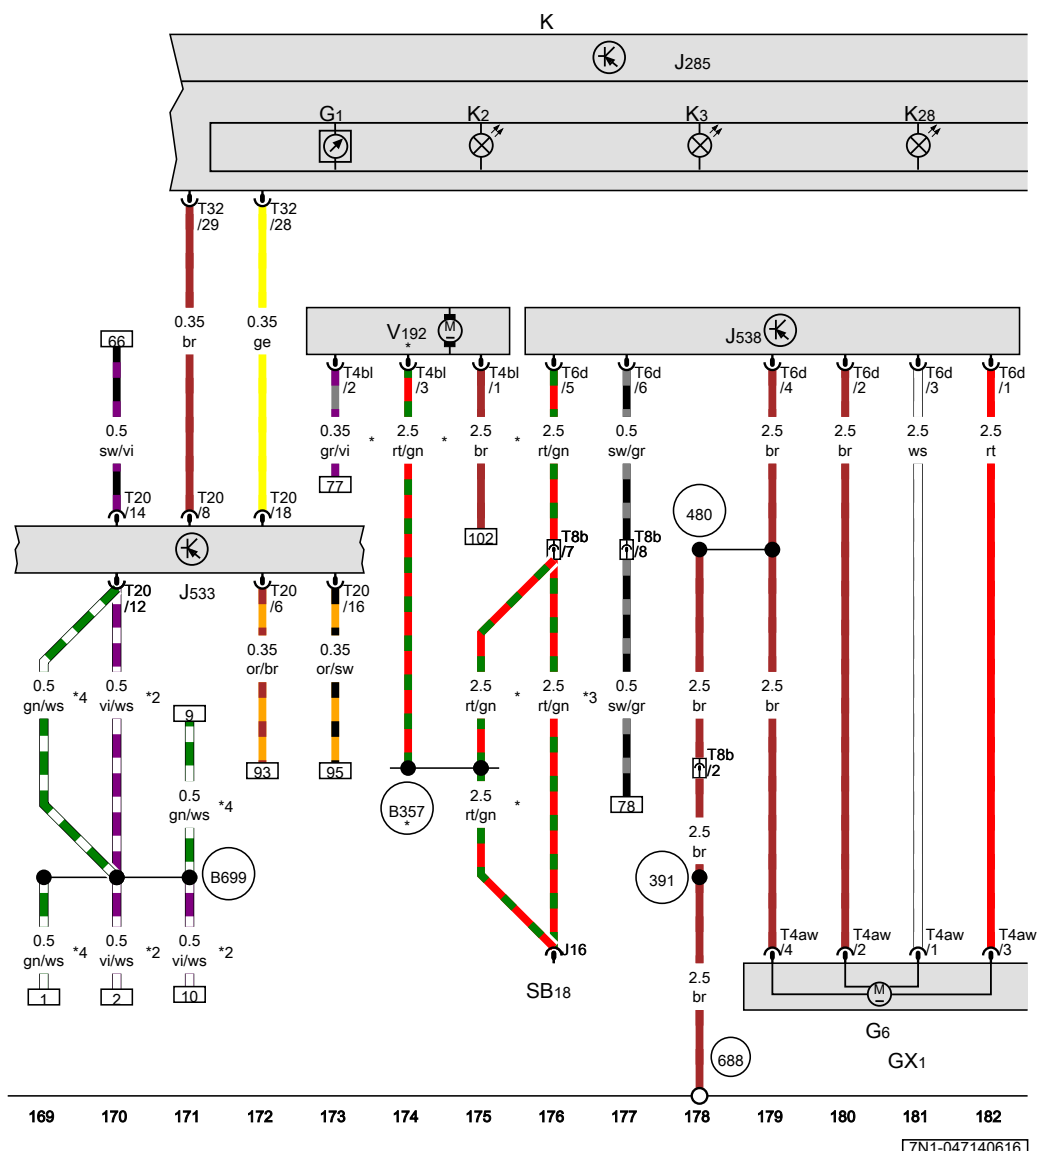 K
J285
G1
K2
K3
K28
T32
/29
T32
/28
0.35
br
0.35
ge
66
V192
*
M
J538
T4bl
/2
T4bl
/3
T4bl
/1
T6d
/5
T6d
/6
T6d
/4
T6d
/2
T6d
/3
T6d
/1
0.5
sw/vi
0.35
gr/vi
*
2.5
rt/gn
*
2.5
br
*
2.5
rt/gn
0.5
sw/gr
2.5
br
2.5
br
2.5
ws
2.5
rt
77
T20
/14
T20
/8
T20
/18
102
480
T8b
/7
T8b
/8
J533
T20
/12
T20
/6
T20
/16
0.5
gn/ws
*4
0.5
vi/ws
*2
0.35
or/br
0.35
or/sw
2.5
rt/gn
*
2.5
rt/gn
*3
0.5
sw/gr
2.5
br
2.5
br
9
93
95
T8b
/2
0.5
gn/ws
*4
B357
*
2.5
rt/gn
*
78
2.5
br
B699
391
0.5
gn/ws
*4
0.5
vi/ws
*2
0.5
vi/ws
*2
J16
T4aw
/4
T4aw
/2
T4aw
/1
T4aw
/3
1
2
10
SB18
2.5
br
M
G6
GX1
688
169 170 171 172 173 174 175 176 177 178 179 180 181 182
7N1-047140616